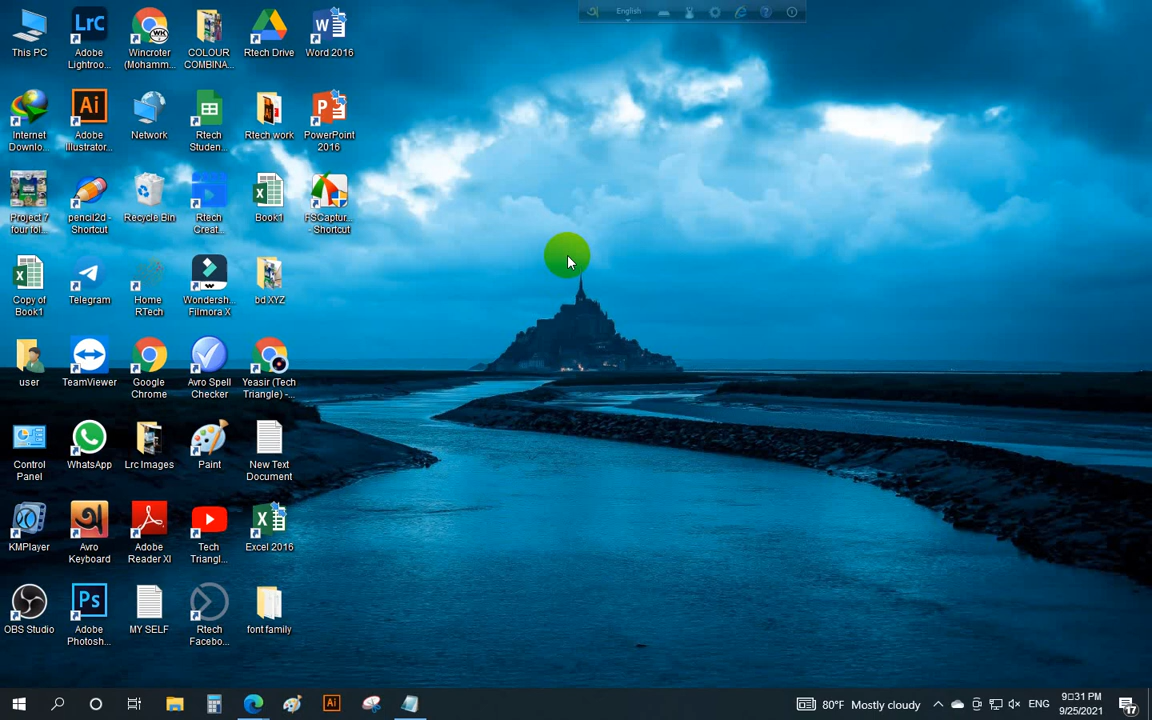 English
This PC
Adobe Lightroo...
Wincroter (Mohamm...
COLOUR COMBINA...
Rtech Drive
Word 2016
Internet Downlo...
Adobe Illustrator...
Network
Rtech Studen...
Rtech work
PowerPoint 2016
Project 7 four fol...
pencil2d - Shortcut
Recycle Bin
Rtech Creat...
Book1
FSCaptur... - Shortcut
Copy of Book1
Telegram
Home RTech
Wondersh... Filmora X
bd XYZ
user
TeamViewer
Google Chrome
Avro Spell Checker
Yeasir (Tech Triangle) -...
Control Panel
WhatsApp
Lrc Images
Paint
New Text Document
KMPlayer
Avro Keyboard
Adobe Reader XI
Tech Triangl...
Excel 2016
OBS Studio
Adobe Photosh...
MY SELF
Rtech Facebo...
font family
80°F Mostly cloudy
ENG
9:31 PM
9/25/2021
17